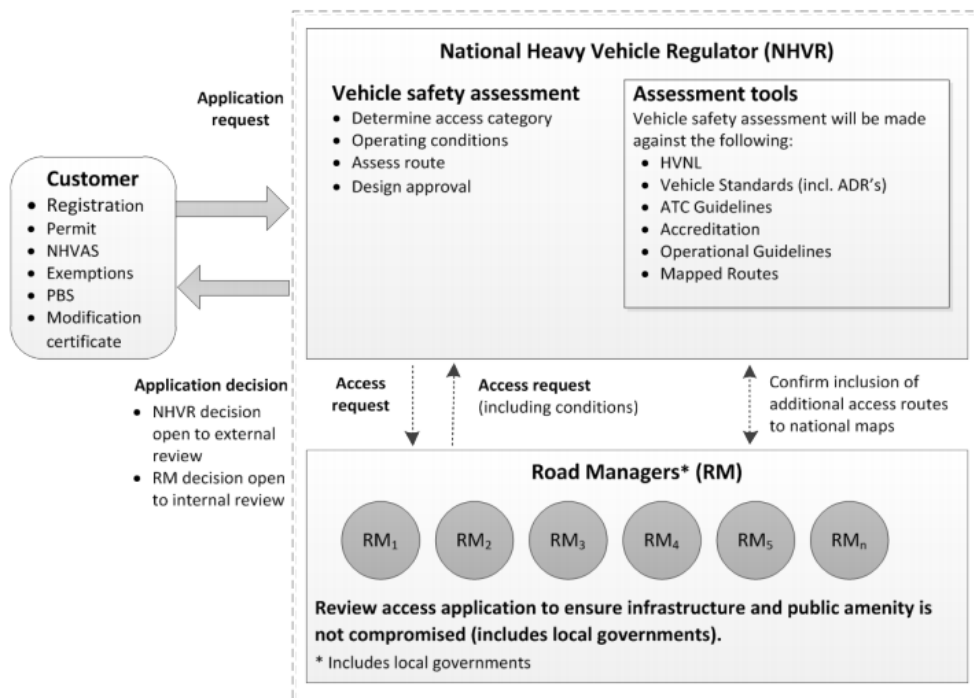 National Heavy Vehicle Regulator (NHVR)
Application
request
Vehicle safety assessment
• Determine access category
• Operating conditions
• Assess route
• Design approval
Assessment tools
Vehicle safety assessment will be made
against the following:
• HVNL
• Vehicle Standards (incl. ADR's)
• ATC Guidelines
• Accreditation
• Operational Guidelines
• Mapped Routes
Customer
• Registration
• Permit
• NHVAS
• Exemptions
• PBS
• Modification
certificate
Application decision
• NHVR decision
open to external
review
• RM decision open
to internal review
Access
request
Access request
(including conditions)
Confirm inclusion of
additional access routes
to national maps
Road Managers* (RM)
RM₁ RM₂ RM₃ RM₄ RM₅ RMₙ
Review access application to ensure infrastructure and public amenity is
not compromised (includes local governments).
* Includes local governments